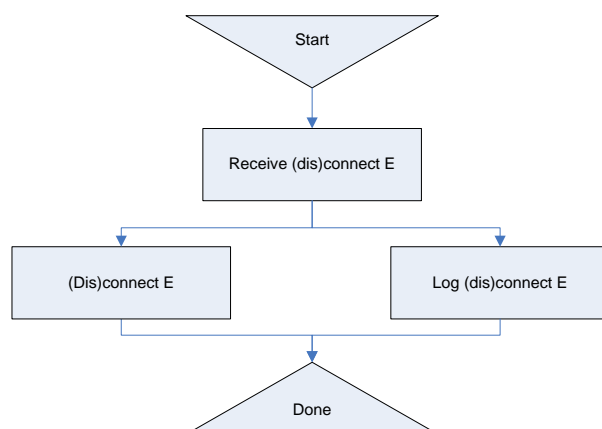 Start
Receive (dis)connect E
(Dis)connect E
Log (dis)connect E
Done